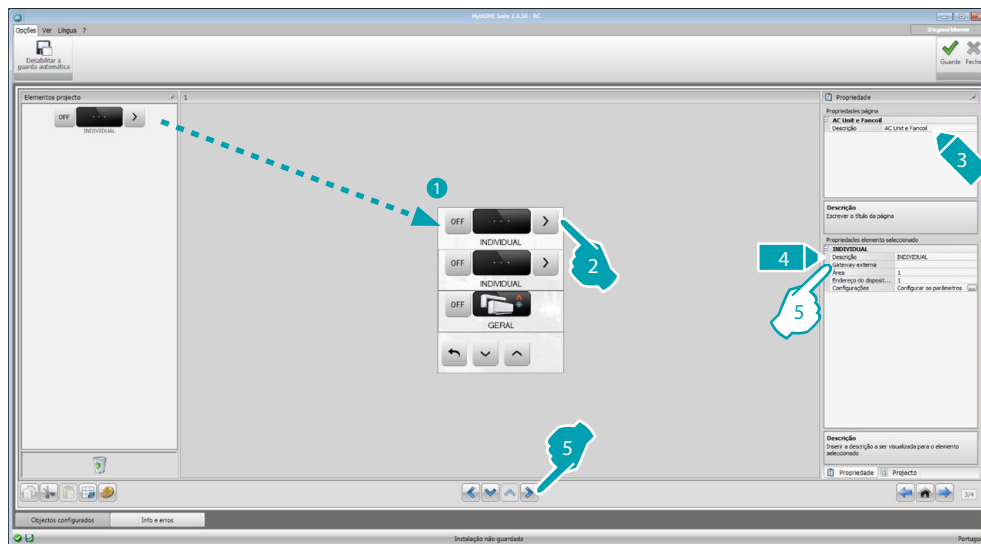 MyHOME Suite 1.0.30 - RC
Opções Ver Língua ?
Desabilitar a
guarda automática
Guarde Feche
Elementos projecto
1
OFF
INDIVIDUAL
1
OFF
INDIVIDUAL
2
OFF
INDIVIDUAL
OFF
GERAL
5
Propriedade
Propriedades página
AC Unit e Fancoil
Descrição AC Unit e Fancoil
3
Descrição
Escrever o título da página
Propriedades elemento seleccionado
INDIVIDUAL
4
Descrição INDIVIDUAL
Gateway externa
Área 1
Endereço do disposit... 1
Configurações Configurar os parâmetros ...
5
Descrição
Inserir a descrição a ser visualizada para o elemento
seleccionado
Propriedade Projecto
3/4
Objectos configurados Info e erros
Instalação não guardada